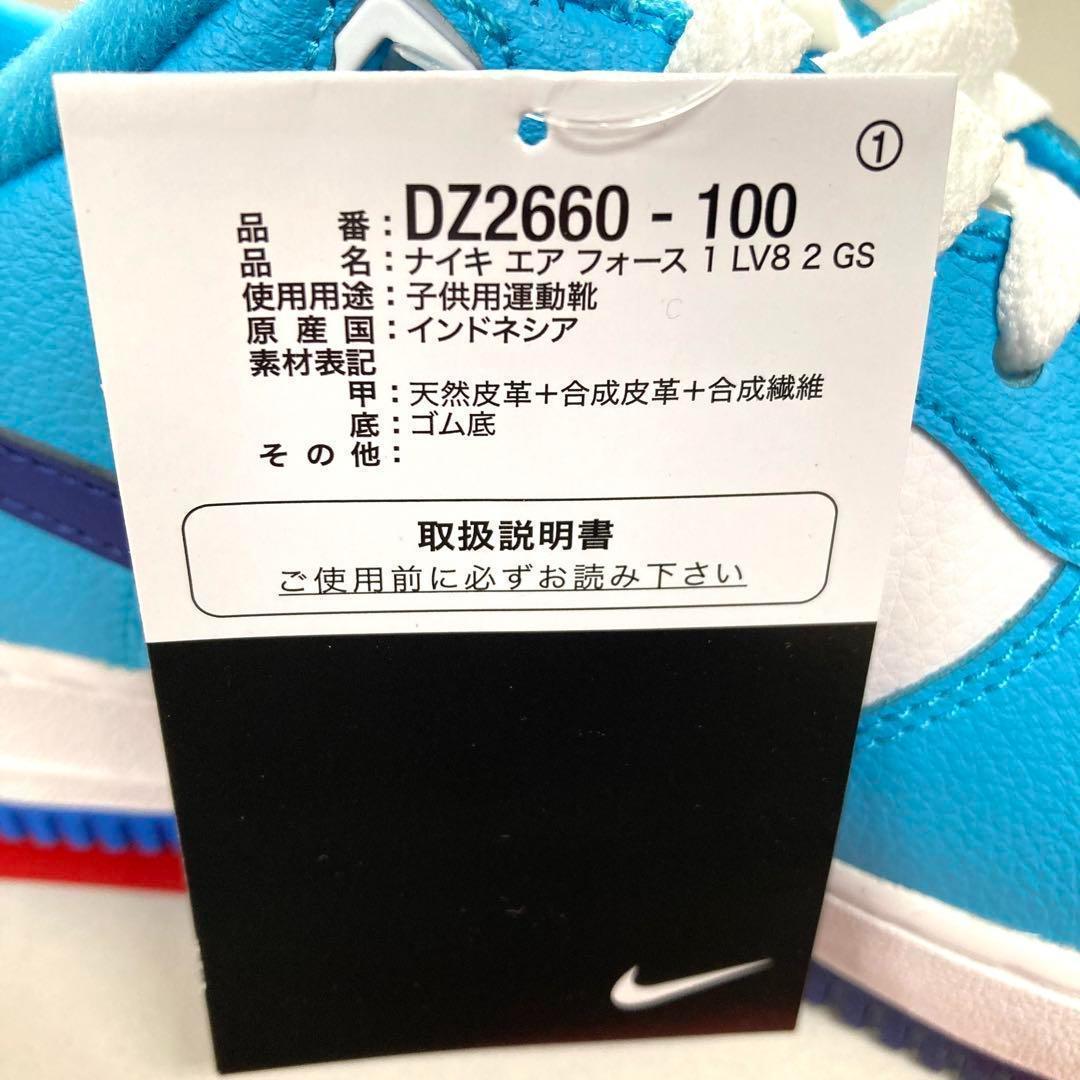 ①
品 番：DZ2660 - 100
品 名：ナイキ エア フォース 1 LV8 2 GS
使用用途：子供用運動靴
原産国：インドネシア
素材表記
甲：天然皮革＋合成皮革＋合成繊維
底：ゴム底
その他：
取扱説明書
ご使用前に必ずお読み下さい